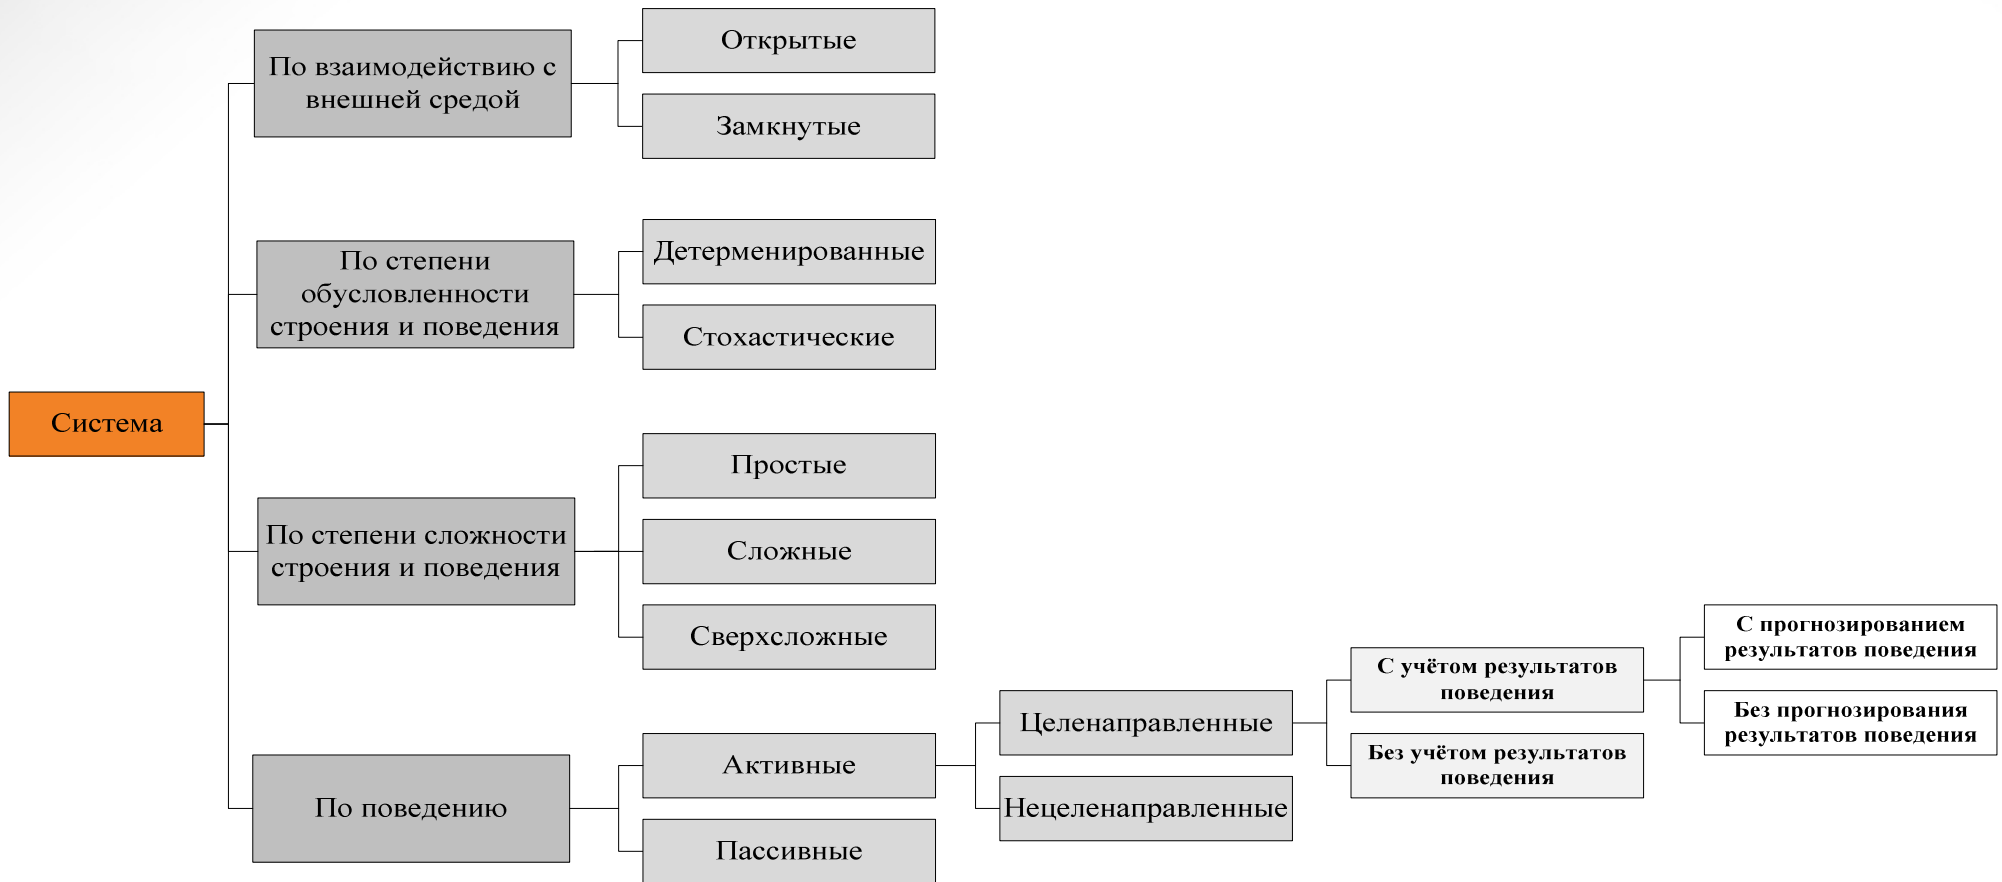 Система
По взаимодействию с
внешней средой
Открытые
Замкнутые
По степени
обусловленности
строения и поведения
Детерменированные
Стохастические
По степени сложности
строения и поведения
Простые
Сложные
Сверхсложные
По поведению
Активные
Пассивные
Целенаправленные
Нецеленаправленные
С учётом результатов
поведения
Без учётом результатов
поведения
С прогнозированием
результатов поведения
Без прогнозирования
результатов поведения